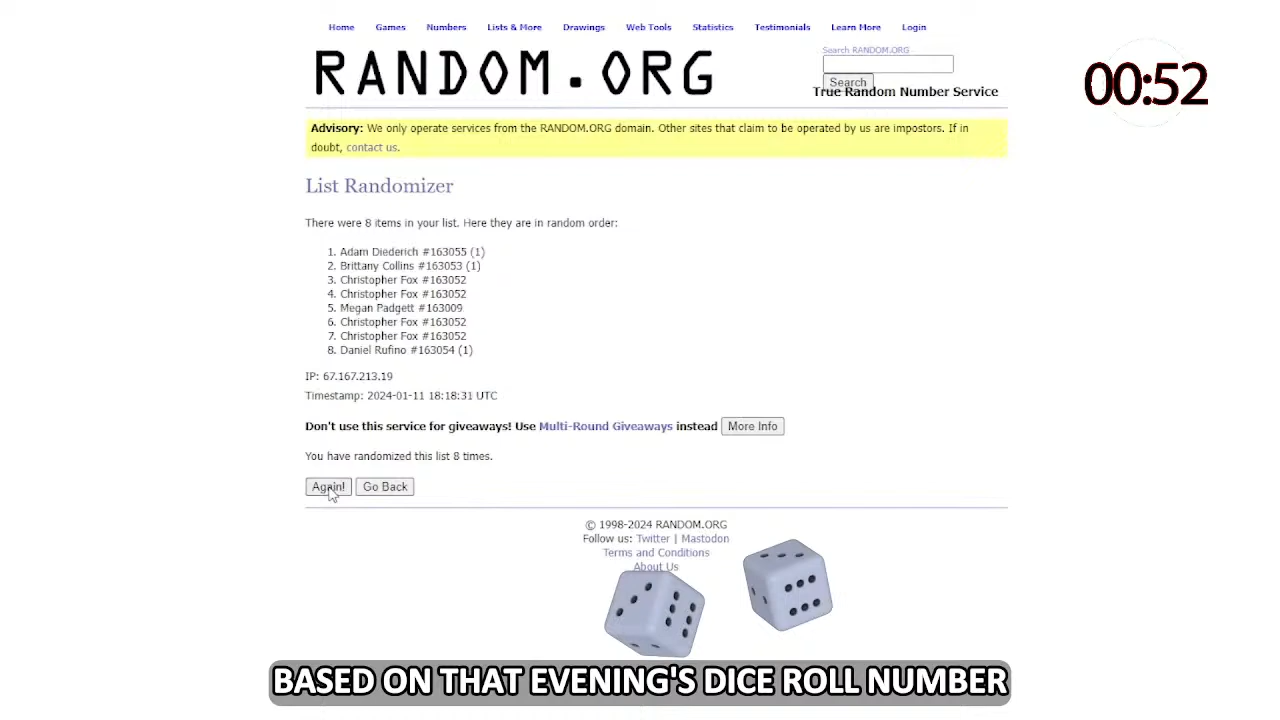 Home Games Numbers Lists & More Drawings Web Tools Statistics Testimonials Learn More Login
Search RANDOM.ORG
RANDOM.ORG
Search
True Random Number Service
00:52
Advisory: We only operate services from the RANDOM.ORG domain. Other sites that claim to be operated by us are impostors. If in
doubt, contact us.
List Randomizer
There were 8 items in your list. Here they are in random order:
1. Adam Diederich #163055 (1)
2. Brittany Collins #163053 (1)
3. Christopher Fox #163052
4. Christopher Fox #163052
5. Megan Padgett #163009
6. Christopher Fox #163052
7. Christopher Fox #163052
8. Daniel Rufino #163054 (1)
IP: 67.167.213.19
Timestamp: 2024-01-11 18:18:31 UTC
Don't use this service for giveaways! Use Multi-Round Giveaways instead More Info
You have randomized this list 8 times.
Again! Go Back
© 1998-2024 RANDOM.ORG
Follow us: Twitter | Mastodon
Terms and Conditions
About Us
BASED ON THAT EVENING'S DICE ROLL NUMBER